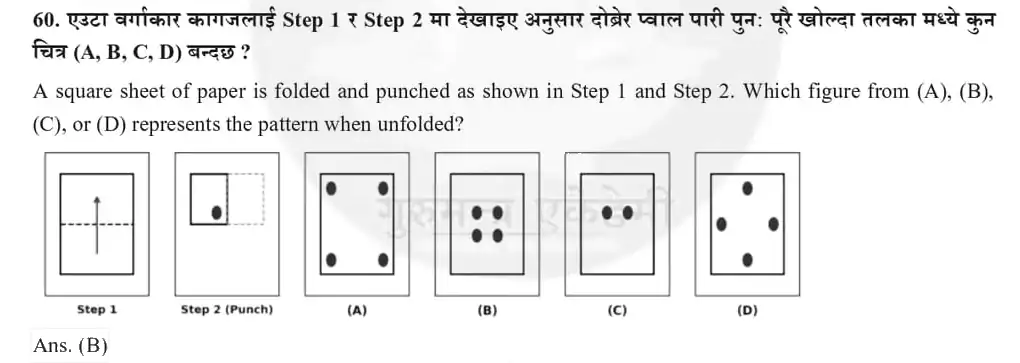 60. एउटा वर्गाकार कागजलाई Step 1 र Step 2 मा देखाइए अनुसार दोब्रेर प्वाल पारी पुन: पूरै खोल्दा तलका मध्ये कुन
चित्र (A, B, C, D) बन्दछ ?
A square sheet of paper is folded and punched as shown in Step 1 and Step 2. Which figure from (A), (B),
(C), or (D) represents the pattern when unfolded?
Step 1 Step 2 (Punch) (A) (B) (C) (D)
Ans. (B)